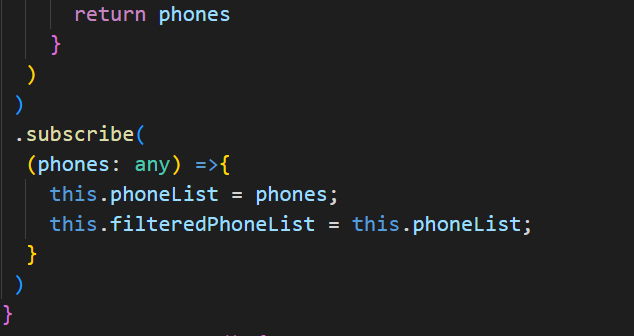 return phones
}
)
)
.subscribe(
(phones: any) =>{
this.phoneList = phones;
this.filteredPhoneList = this.phoneList;
}
)
}